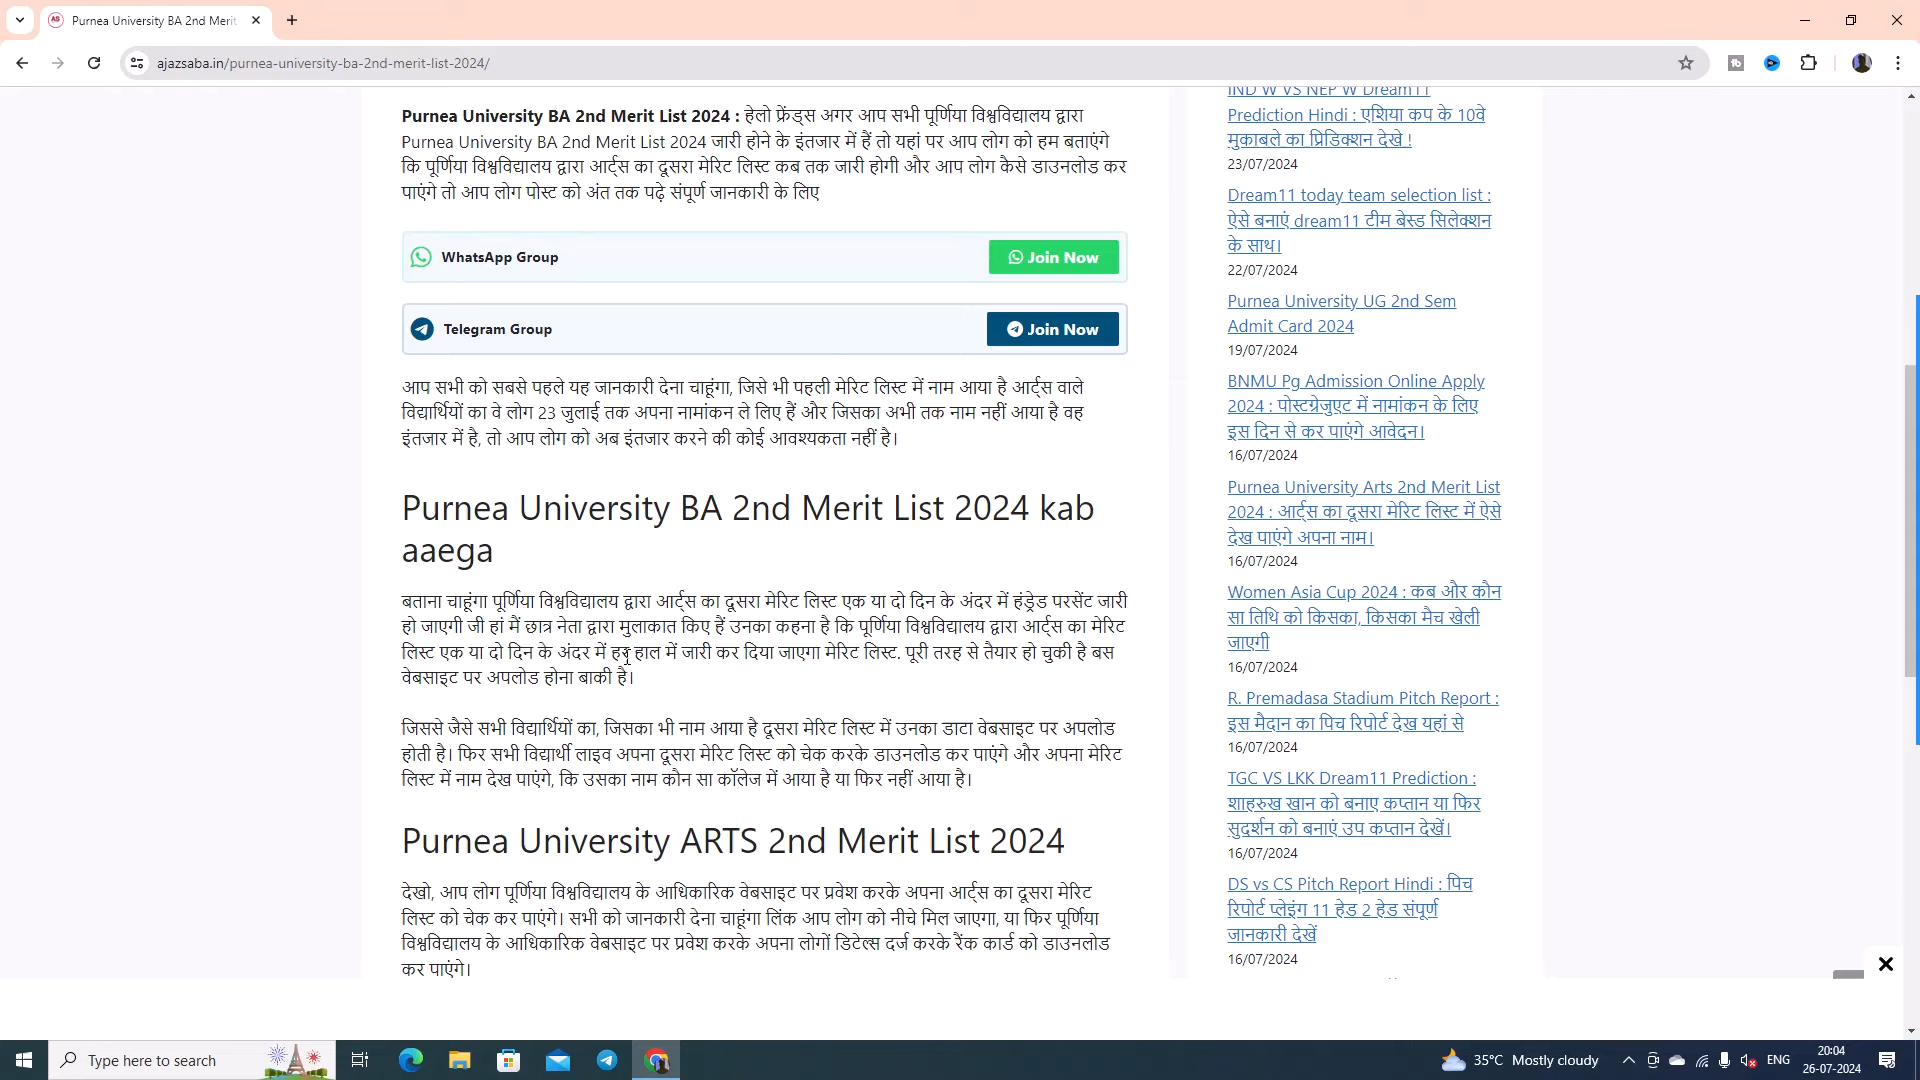 Purnea University BA 2nd Merit
ajazsaba.in/purnea-university-ba-2nd-merit-list-2024/
Purnea University BA 2nd Merit List 2024 : हेलो फ्रेंड्स अगर आप सभी पूर्णिया विश्वविद्यालय द्वारा
Purnea University BA 2nd Merit List 2024 जारी होने के इंतजार में हैं तो यहां पर आप लोग को हम बताएंगे
कि पूर्णिया विश्वविद्यालय द्वारा आर्ट्स का दूसरा मेरिट लिस्ट कब तक जारी होगी और आप लोग कैसे डाउनलोड कर
पाएंगे तो आप लोग पोस्ट को अंत तक पढ़े संपूर्ण जानकारी के लिए
WhatsApp Group
Join Now
Telegram Group
Join Now
आप सभी को सबसे पहले यह जानकारी देना चाहूंगा, जिसे भी पहली मेरिट लिस्ट में नाम आया है आर्ट्स वाले
विद्यार्थियों का वे लोग 23 जुलाई तक अपना नामांकन ले लिए हैं और जिसका अभी तक नाम नहीं आया है वह
इंतजार में है, तो आप लोग को अब इंतजार करने की कोई आवश्यकता नहीं है।
Purnea University BA 2nd Merit List 2024 kab
aaega
बताना चाहूंगा पूर्णिया विश्वविद्यालय द्वारा आर्ट्स का दूसरा मेरिट लिस्ट एक या दो दिन के अंदर में हंड्रेड परसेंट जारी
हो जाएगी जी हां मैं छात्र नेता द्वारा मुलाकात किए हैं उनका कहना है कि पूर्णिया विश्वविद्यालय द्वारा आर्ट्स का मेरिट
लिस्ट एक या दो दिन के अंदर में हर हाल में जारी कर दिया जाएगा मेरिट लिस्ट. पूरी तरह से तैयार हो चुकी है बस
वेबसाइट पर अपलोड होना बाकी है।
जिससे जैसे सभी विद्यार्थियों का, जिसका भी नाम आया है दूसरा मेरिट लिस्ट में उनका डाटा वेबसाइट पर अपलोड
होती है। फिर सभी विद्यार्थी लाइव अपना दूसरा मेरिट लिस्ट को चेक करके डाउनलोड कर पाएंगे और अपना मेरिट
लिस्ट में नाम देख पाएंगे, कि उसका नाम कौन सा कॉलेज में आया है या फिर नहीं आया है।
Purnea University ARTS 2nd Merit List 2024
देखो, आप लोग पूर्णिया विश्वविद्यालय के आधिकारिक वेबसाइट पर प्रवेश करके अपना आर्ट्स का दूसरा मेरिट
लिस्ट को चेक कर पाएंगे। सभी को जानकारी देना चाहूंगा लिंक आप लोग को नीचे मिल जाएगा, या फिर पूर्णिया
विश्वविद्यालय के आधिकारिक वेबसाइट पर प्रवेश करके अपना लोगों डिटेल्स दर्ज करके रैंक कार्ड को डाउनलोड
कर पाएंगे।
IND W VS NEP W Dream11
Prediction Hindi : एशिया कप के 10वे
मुकाबले का प्रिडिक्शन देखे !
23/07/2024
Dream11 today team selection list :
ऐसे बनाएं dream11 टीम बेस्ड सिलेक्शन
के साथ।
22/07/2024
Purnea University UG 2nd Sem
Admit Card 2024
19/07/2024
BNMU Pg Admission Online Apply
2024 : पोस्टग्रेजुएट में नामांकन के लिए
इस दिन से कर पाएंगे आवेदन।
16/07/2024
Purnea University Arts 2nd Merit List
2024 : आर्ट्स का दूसरा मेरिट लिस्ट में ऐसे
देख पाएंगे अपना नाम।
16/07/2024
Women Asia Cup 2024 : कब और कौन
सा तिथि को किसका, किसका मैच खेली
जाएगी
16/07/2024
R. Premadasa Stadium Pitch Report :
इस मैदान का पिच रिपोर्ट देख यहां से
16/07/2024
TGC VS LKK Dream11 Prediction :
शाहरुख खान को बनाए कप्तान या फिर
सुदर्शन को बनाएं उप कप्तान देखें।
16/07/2024
DS vs CS Pitch Report Hindi : पिच
रिपोर्ट प्लेइंग 11 हेड 2 हेड संपूर्ण
जानकारी देखें
16/07/2024
Type here to search
35°C Mostly cloudy
ENG
20:04
26-07-2024